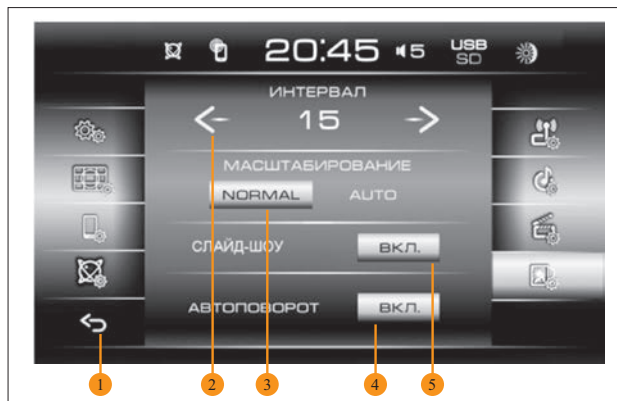 20:45 5 USB
SD
ИНТЕРВАЛ
15
МАСШТАБИРОВАНИЕ
NORMAL AUTO
СЛАЙД-ШОУ ВКЛ.
АВТОПОВОРОТ ВКЛ.
1 2 3 4 5